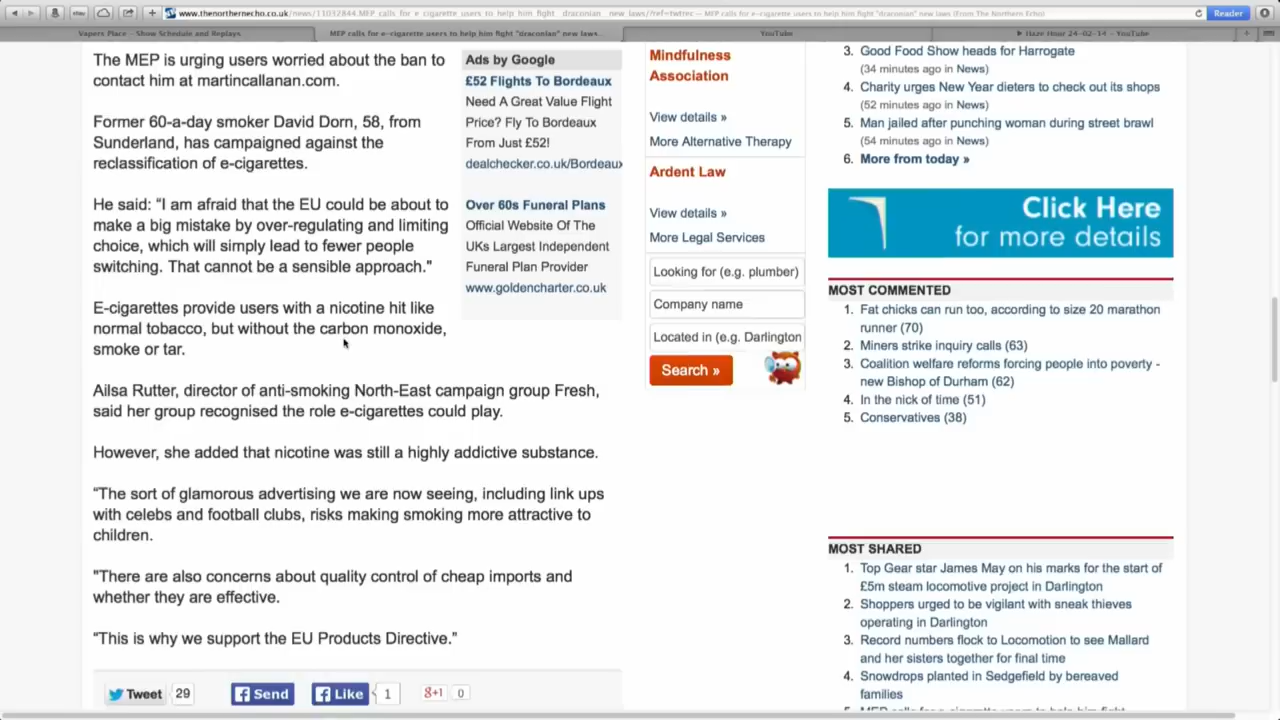 www.thenorthernecho.co.uk/news/11032844.MEP_calls_for_e_cigarette_users_to_help_him_fight__draconian__new_laws/?ref=twtrec — MEP calls for e-cigarette users to help him fight "draconian" new laws (From The Northern Echo)
Reader
Vapers Place – Show Schedule and Replays
MEP calls for e-cigarette users to help him fight "draconian" new laws...
YouTube
Haze Hour 24-02-14 – YouTube
The MEP is urging users worried about the ban to
contact him at martincallanan.com.
Former 60-a-day smoker David Dorn, 58, from
Sunderland, has campaigned against the
reclassification of e-cigarettes.
He said: “I am afraid that the EU could be about to
make a big mistake by over-regulating and limiting
choice, which will simply lead to fewer people
switching. That cannot be a sensible approach.”
E-cigarettes provide users with a nicotine hit like
normal tobacco, but without the carbon monoxide,
smoke or tar.
Ailsa Rutter, director of anti-smoking North-East campaign group Fresh,
said her group recognised the role e-cigarettes could play.
However, she added that nicotine was still a highly addictive substance.
“The sort of glamorous advertising we are now seeing, including link ups
with celebs and football clubs, risks making smoking more attractive to
children.
"There are also concerns about quality control of cheap imports and
whether they are effective.
“This is why we support the EU Products Directive.”
Tweet 29 Send Like 1 g+1 0
Ads by Google
£52 Flights To Bordeaux
Need A Great Value Flight
Price? Fly To Bordeaux
From Just £52!
dealchecker.co.uk/Bordeaux
Over 60s Funeral Plans
Official Website Of The
UKs Largest Independent
Funeral Plan Provider
www.goldencharter.co.uk
Mindfulness
Association
View details »
More Alternative Therapy
Ardent Law
View details »
More Legal Services
Looking for (e.g. plumber)
Company name
Located in (e.g. Darlington
Search »
3. Good Food Show heads for Harrogate
(34 minutes ago in News)
4. Charity urges New Year dieters to check out its shops
(52 minutes ago in News)
5. Man jailed after punching woman during street brawl
(54 minutes ago in News)
6. More from today »
Click Here
for more details
MOST COMMENTED
1. Fat chicks can run too, according to size 20 marathon
runner (70)
2. Miners strike inquiry calls (63)
3. Coalition welfare reforms forcing people into poverty -
new Bishop of Durham (62)
4. In the nick of time (51)
5. Conservatives (38)
MOST SHARED
1. Top Gear star James May on his marks for the start of
£5m steam locomotive project in Darlington
2. Shoppers urged to be vigilant with sneak thieves
operating in Darlington
3. Record numbers flock to Locomotion to see Mallard
and her sisters together for final time
4. Snowdrops planted in Sedgefield by bereaved
families
5. MEP calls for e-cigarette users to help him fight